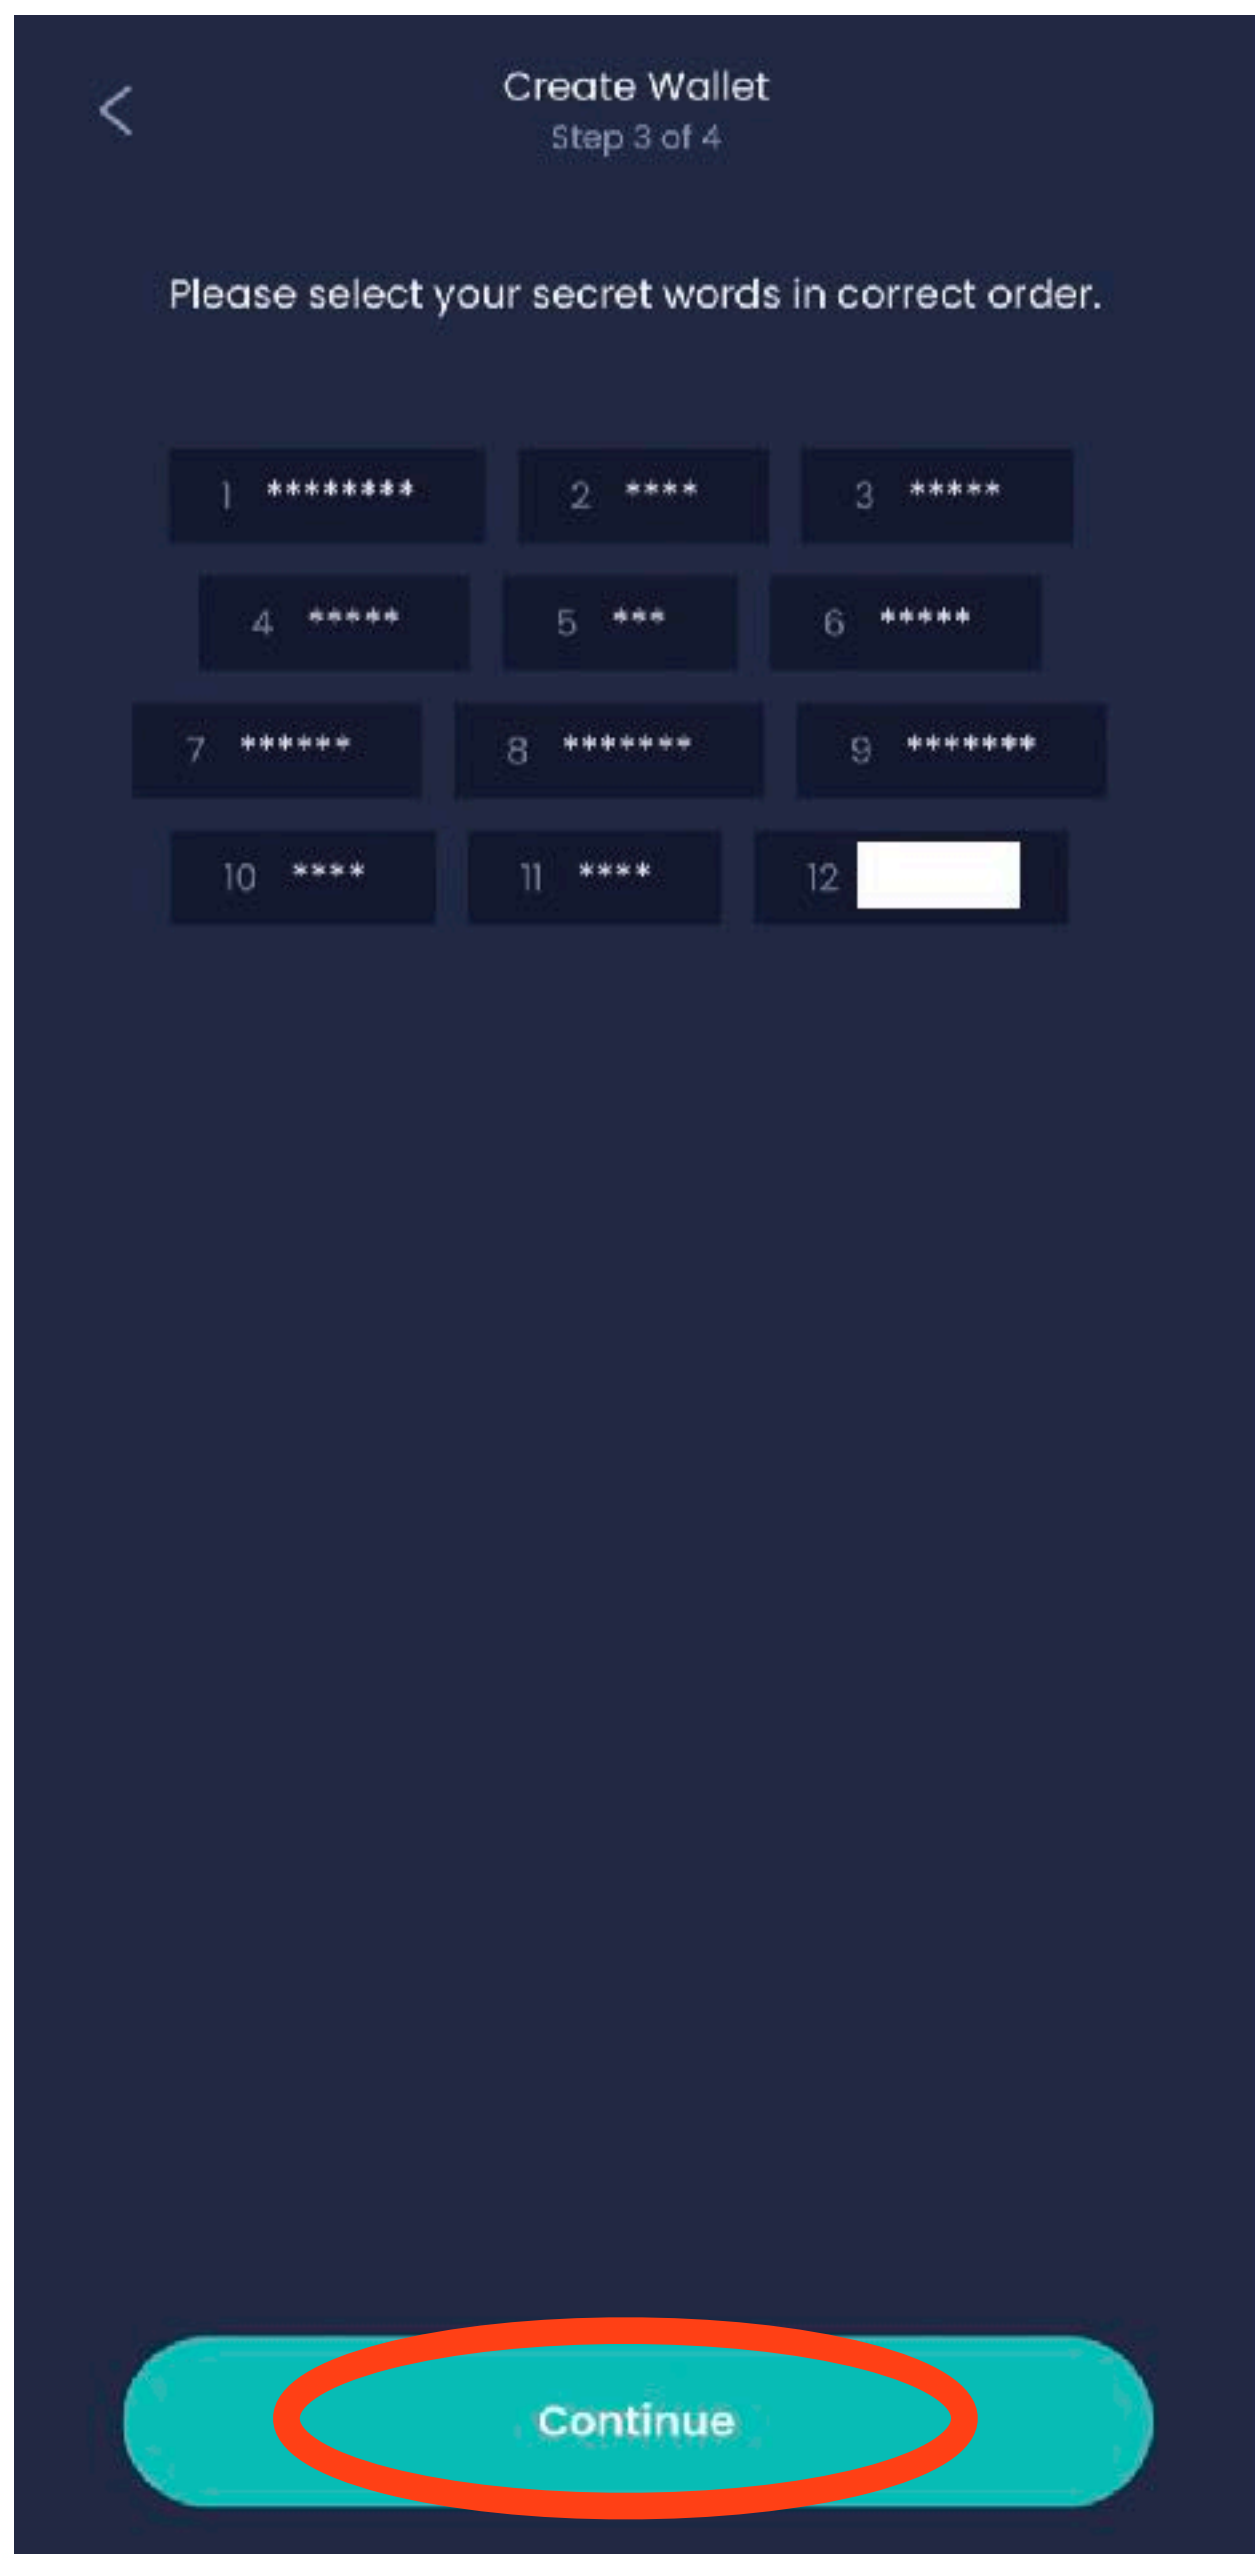 Create Wallet
Step 3 of 4
Please select your secret words in correct order.
1 ******** 2 **** 3 *****
4 ***** 5 *** 6 *****
7 ****** 8 ******* 9 *******
10 **** 11 **** 12
Continue